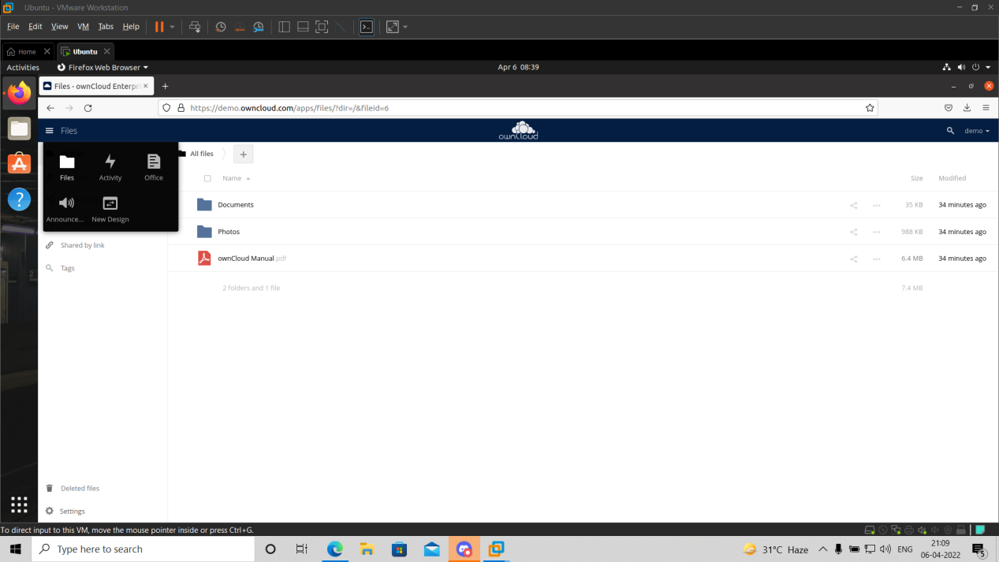 Ubuntu - VMware Workstation
File Edit View VM Tabs Help
Home Ubuntu
Activities Firefox Web Browser Apr 6 08:39
Files - ownCloud Enterpri
https://demo.owncloud.com/apps/files/?dir=/&fileid=6
Files ownCloud demo
All files
Files Activity Office
Name Size Modified
Documents 35 KB 34 minutes ago
Announce... New Design
Photos 988 KB 34 minutes ago
Shared by link
ownCloud Manual.pdf 6.4 MB 34 minutes ago
Tags
2 folders and 1 file 7.4 MB
Deleted files
Settings
To direct input to this VM, move the mouse pointer inside or press Ctrl+G.
Type here to search 31°C Haze ENG 21:09
06-04-2022 5